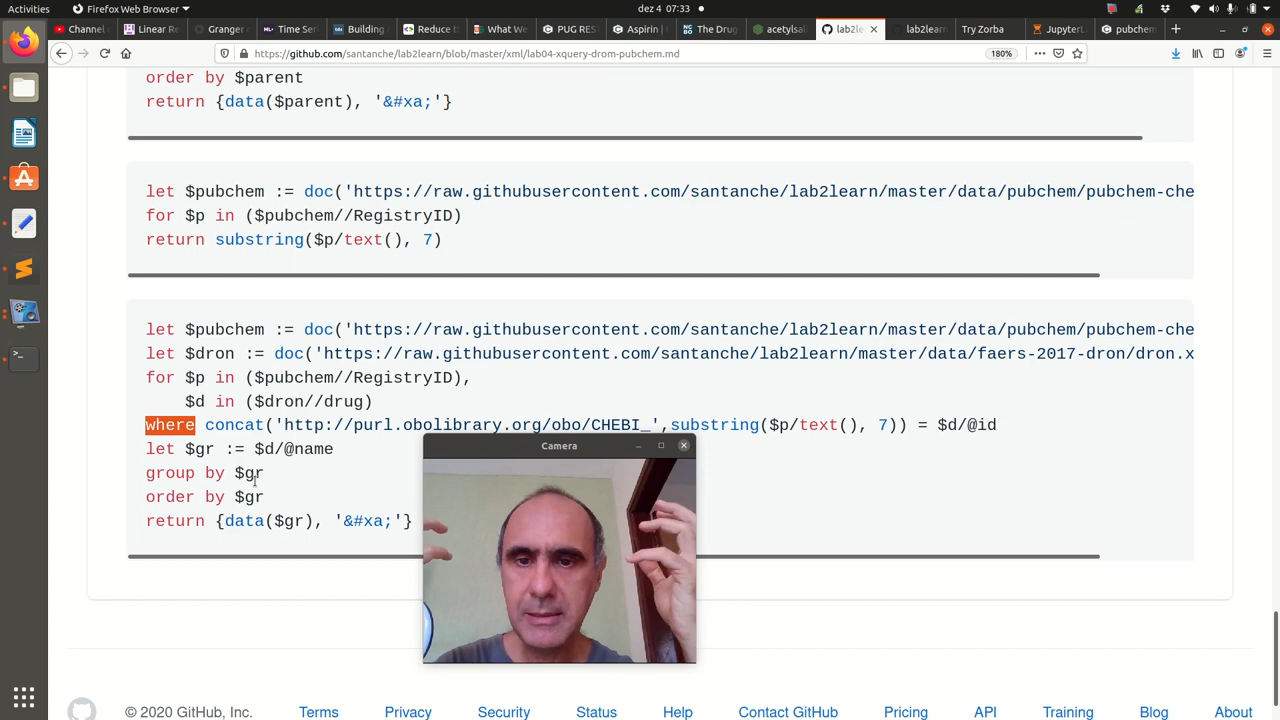 Activities
Firefox Web Browser
dez 4 07:33
Channel c
Linear Re
Granger c
Time Seri
Building A
Reduce t
What We
PUG RES
Aspirin |
The Drug
acetylsali
lab2le
lab2learn
Try Zorba
JupyterL
pubchem
https://github.com/santanche/lab2learn/blob/master/xml/lab04-xquery-drom-pubchem.md
180%
order by $parent
return {data($parent), '&#xa;'}
let $pubchem := doc('https://raw.githubusercontent.com/santanche/lab2learn/master/data/pubchem/pubchem-che
for $p in ($pubchem//RegistryID)
return substring($p/text(), 7)
let $pubchem := doc('https://raw.githubusercontent.com/santanche/lab2learn/master/data/pubchem/pubchem-che
let $dron := doc('https://raw.githubusercontent.com/santanche/lab2learn/master/data/faers-2017-dron/dron.x
for $p in ($pubchem//RegistryID),
$d in ($dron//drug)
where concat('http://purl.obolibrary.org/obo/CHEBI_',substring($p/text(), 7)) = $d/@id
let $gr := $d/@name
group by $gr
order by $gr
return {data($gr), '&#xa;'}
Camera
© 2020 GitHub, Inc.
Terms
Privacy
Security
Status
Help
Contact GitHub
Pricing
API
Training
Blog
About